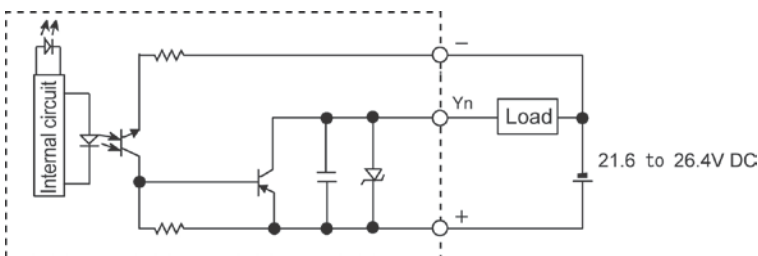 Internal circuit
−
Yn
Load
21.6 to 26.4V DC
+